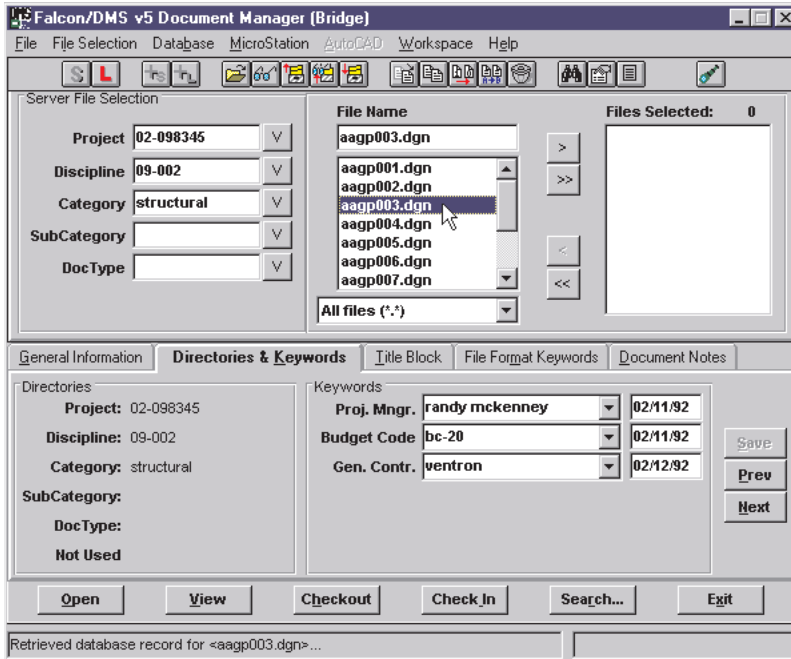 Falcon/DMS v5 Document Manager (Bridge)
File File Selection Database MicroStation AutoCAD Workspace Help
S L
Server File Selection
Project 02-098345 V
Discipline 09-002 V
Category structural V
SubCategory V
DocType V
File Name
aagp003.dgn
aagp001.dgn
aagp002.dgn
aagp003.dgn
aagp004.dgn
aagp005.dgn
aagp006.dgn
aagp007.dgn
All files (*.*)
>
>>
<
<<
Files Selected: 0
General Information Directories & Keywords Title Block File Format Keywords Document Notes
Directories
Project: 02-098345
Discipline: 09-002
Category: structural
SubCategory:
DocType:
Not Used
Keywords
Proj. Mngr. randy mckenney 02/11/92
Budget Code bc-20 02/11/92
Gen. Contr. ventron 02/12/92
Save
Prev
Next
Open View Checkout Check In Search... Exit
Retrieved database record for <aagp003.dgn>...